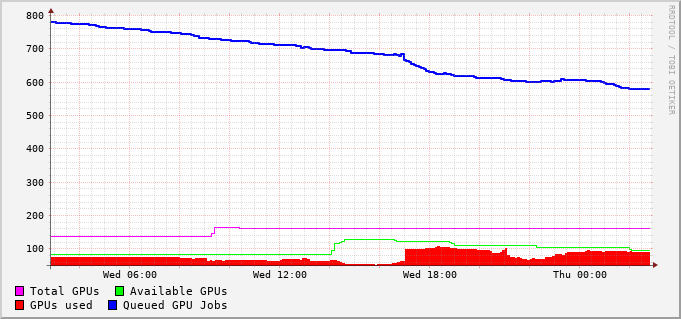 800
700
600
500
400
300
200
100
Wed 06:00 Wed 12:00 Wed 18:00 Thu 00:00
Total GPUs Available GPUs
GPUs used Queued GPU Jobs
RRDTOOL / TOBI OETIKER